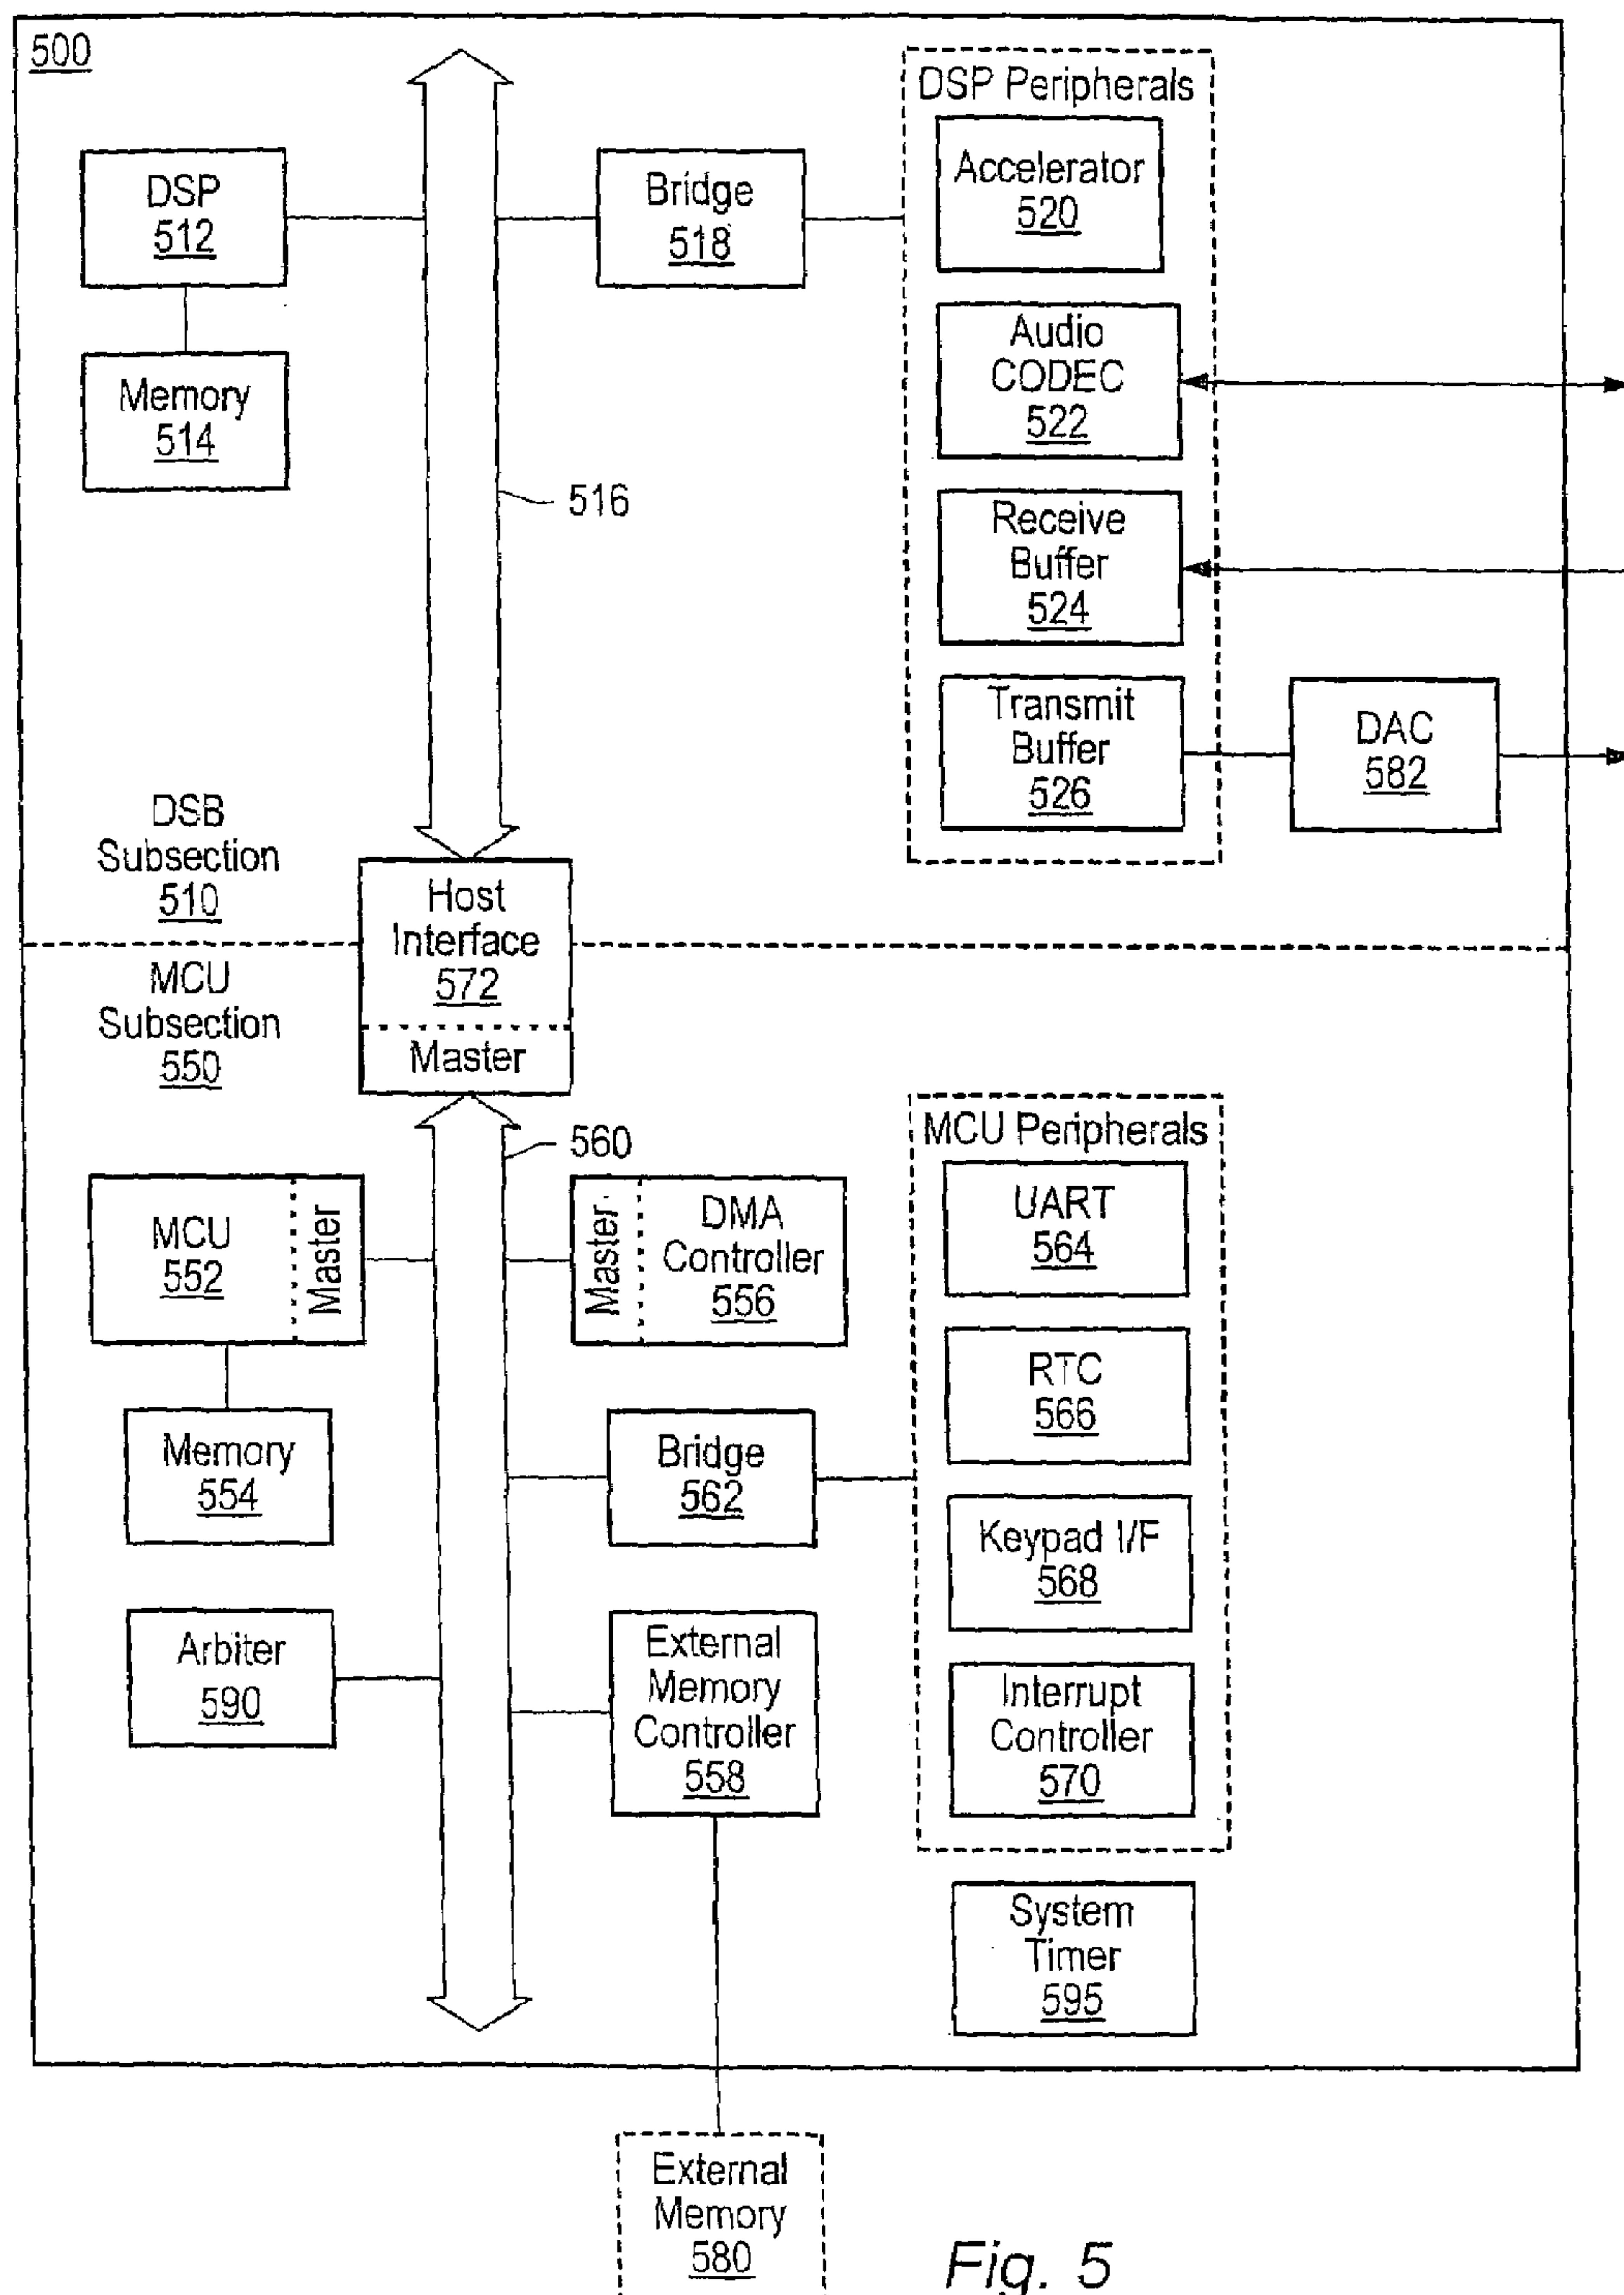 500
DSP
512
Memory
514
516
Bridge
518
DSP Peripherals
Accelerator
520
Audio
CODEC
522
Receive
Buffer
524
Transmit
Buffer
526
DAC
582
DSB
Subsection
510
Host
Interface
572
Master
MCU
Subsection
550
560
MCU
552
Master
Memory
554
Arbiter
590
Master
DMA
Controller
556
Bridge
562
External
Memory
Controller
558
MCU Peripherals
UART
564
RTC
566
Keypad I/F
568
Interrupt
Controller
570
System
Timer
595
External
Memory
580
Fig. 5